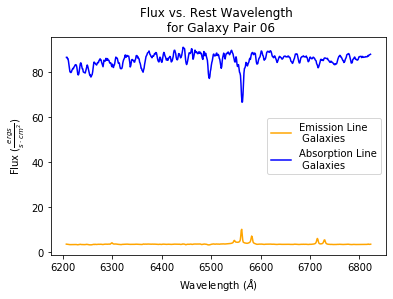 Flux vs. Rest Wavelength
for Galaxy Pair 06
Flux (ergs / s · cm²)
80
60
40
20
0
Emission Line
Galaxies
Absorption Line
Galaxies
6200 6300 6400 6500 6600 6700 6800
Wavelength (Å)